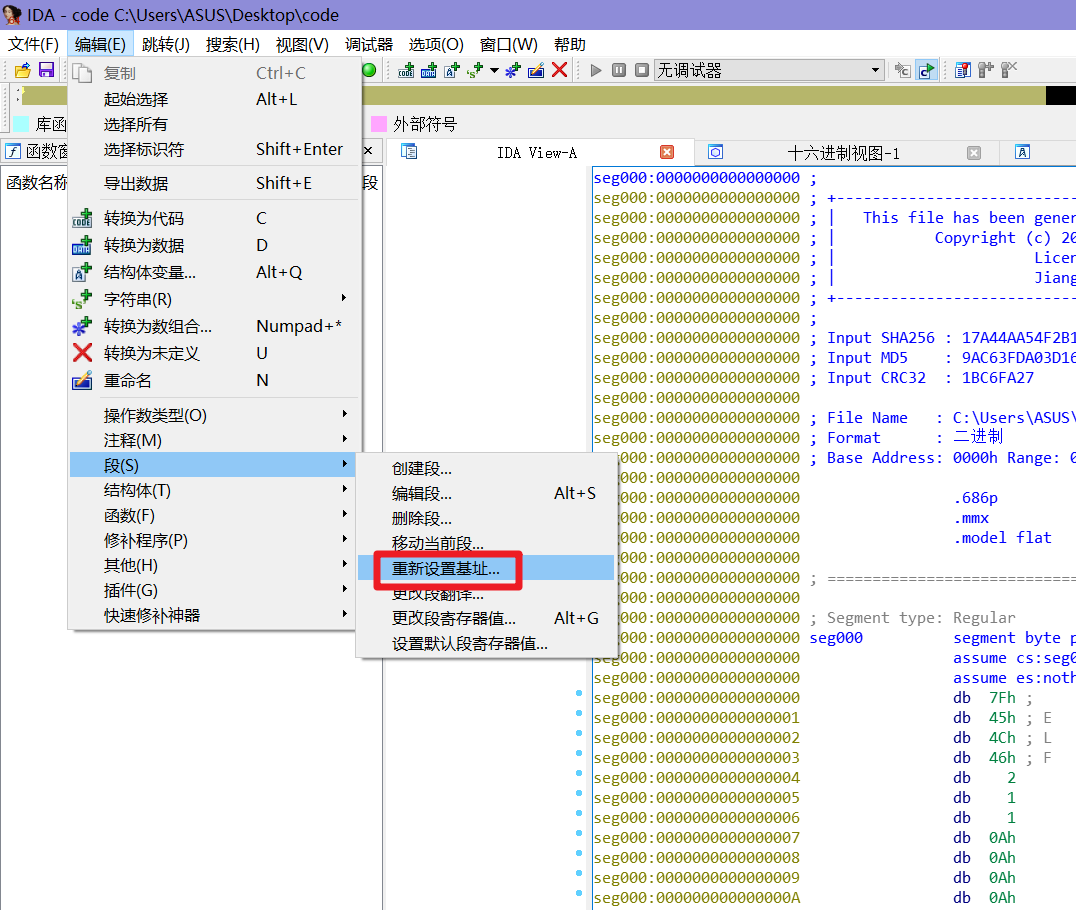 IDA - code C:\Users\ASUS\Desktop\code
文件(F) 编辑(E) 跳转(J) 搜索(H) 视图(V) 调试器 选项(O) 窗口(W) 帮助
无调试器
库函
外部符号
函数窗
IDA View-A
十六进制视图-1
函数名称
段
复制 Ctrl+C
起始选择 Alt+L
选择所有
选择标识符 Shift+Enter
导出数据 Shift+E
转换为代码 C
转换为数据 D
结构体变量... Alt+Q
字符串(R)
转换为数组合... Numpad+*
转换为未定义 U
重命名 N
操作数类型(O)
注释(M)
段(S)
结构体(T)
函数(F)
修补程序(P)
其他(H)
插件(G)
快速修补神器
创建段...
编辑段... Alt+S
删除段...
移动当前段...
重新设置基址...
更改段翻译...
更改段寄存器值... Alt+G
设置默认段寄存器值...
seg000:0000000000000000 ;
seg000:0000000000000000 ; +---------------------------
seg000:0000000000000000 ; | This file has been gener
seg000:0000000000000000 ; | Copyright (c) 20
seg000:0000000000000000 ; | Licen
seg000:0000000000000000 ; | Jiang
seg000:0000000000000000 ; +---------------------------
seg000:0000000000000000 ;
seg000:0000000000000000 ; Input SHA256 : 17A44AA54F2B1
seg000:0000000000000000 ; Input MD5 : 9AC63FDA03D16
seg000:0000000000000000 ; Input CRC32 : 1BC6FA27
seg000:0000000000000000
seg000:0000000000000000 ; File Name : C:\Users\ASUS\
seg000:0000000000000000 ; Format : 二进制
000:0000000000000000 ; Base Address: 0000h Range: 0
000:0000000000000000
000:0000000000000000 .686p
000:0000000000000000 .mmx
000:0000000000000000 .model flat
000:0000000000000000
000:0000000000000000 ; ============================
000:0000000000000000
000:0000000000000000 ; Segment type: Regular
000:0000000000000000 seg000 segment byte p
000:0000000000000000 assume cs:seg0
seg000:0000000000000000 assume es:noth
seg000:0000000000000000 db 7Fh ;
seg000:0000000000000001 db 45h ; E
seg000:0000000000000002 db 4Ch ; L
seg000:0000000000000003 db 46h ; F
seg000:0000000000000004 db 2
seg000:0000000000000005 db 1
seg000:0000000000000006 db 1
seg000:0000000000000007 db 0Ah
seg000:0000000000000008 db 0Ah
seg000:0000000000000009 db 0Ah
seg000:000000000000000A db 0Ah